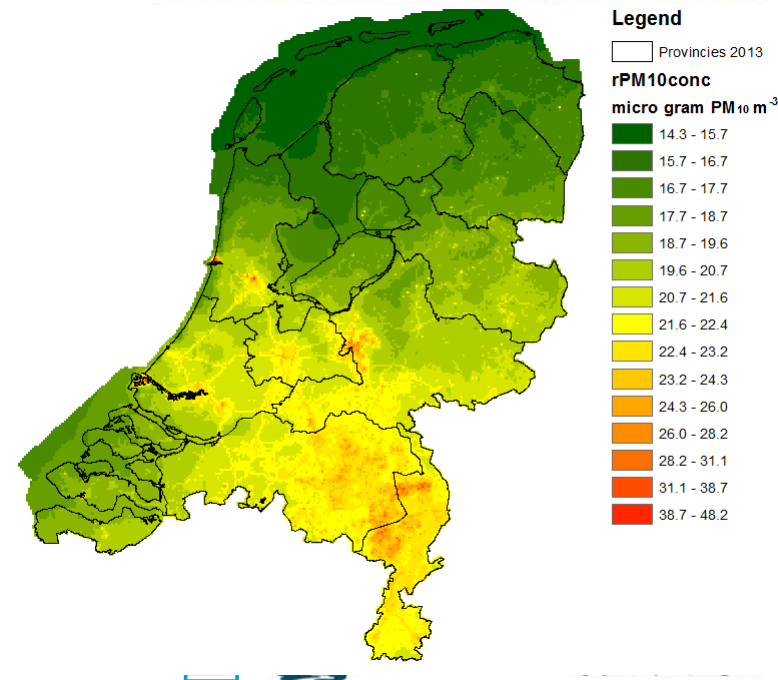 Legend
Provincies 2013
rPM10conc
micro gram PM₁₀ m⁻³
14.3 - 15.7
15.7 - 16.7
16.7 - 17.7
17.7 - 18.7
18.7 - 19.6
19.6 - 20.7
20.7 - 21.6
21.6 - 22.4
22.4 - 23.2
23.2 - 24.3
24.3 - 26.0
26.0 - 28.2
28.2 - 31.1
31.1 - 38.7
38.7 - 48.2